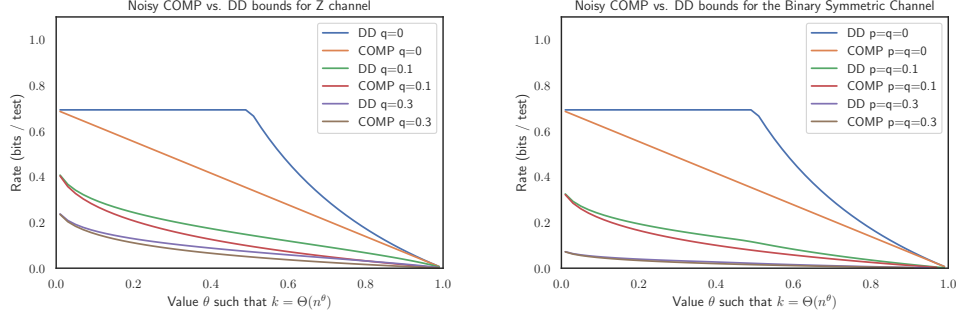 Noisy COMP vs. DD bounds for Z channel
Rate (bits / test)
1.0
0.8
0.6
0.4
0.2
0.0
0.0 0.2 0.4 0.6 0.8 1.0
Value θ such that k = Θ(n^θ)
DD q=0
COMP q=0
DD q=0.1
COMP q=0.1
DD q=0.3
COMP q=0.3
Noisy COMP vs. DD bounds for the Binary Symmetric Channel
Rate (bits / test)
1.0
0.8
0.6
0.4
0.2
0.0
0.0 0.2 0.4 0.6 0.8 1.0
Value θ such that k = Θ(n^θ)
DD p=q=0
COMP p=q=0
DD p=q=0.1
COMP p=q=0.1
DD p=q=0.3
COMP p=q=0.3